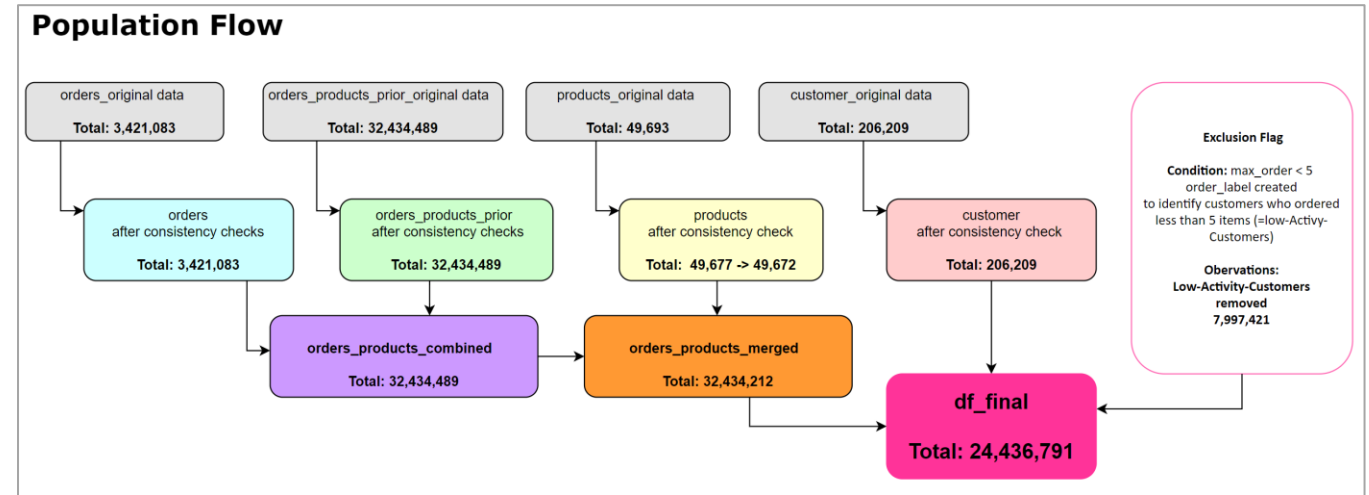 Population Flow
orders_original data
Total: 3,421,083
orders_products_prior_original data
Total: 32,434,489
products_original data
Total: 49,693
customer_original data
Total: 206,209
Exclusion Flag
Condition: max_order < 5
order_label created
to identify customers who ordered
less than 5 items (=low-Activy-
Customers)
Obervations:
Low-Activity-Customers
removed
7,997,421
orders
after consistency checks
Total: 3,421,083
orders_products_prior
after consistency checks
Total: 32,434,489
products
after consistency check
Total: 49,677 -> 49,672
customer
after consistency check
Total: 206,209
orders_products_combined
Total: 32,434,489
orders_products_merged
Total: 32,434,212
df_final
Total: 24,436,791